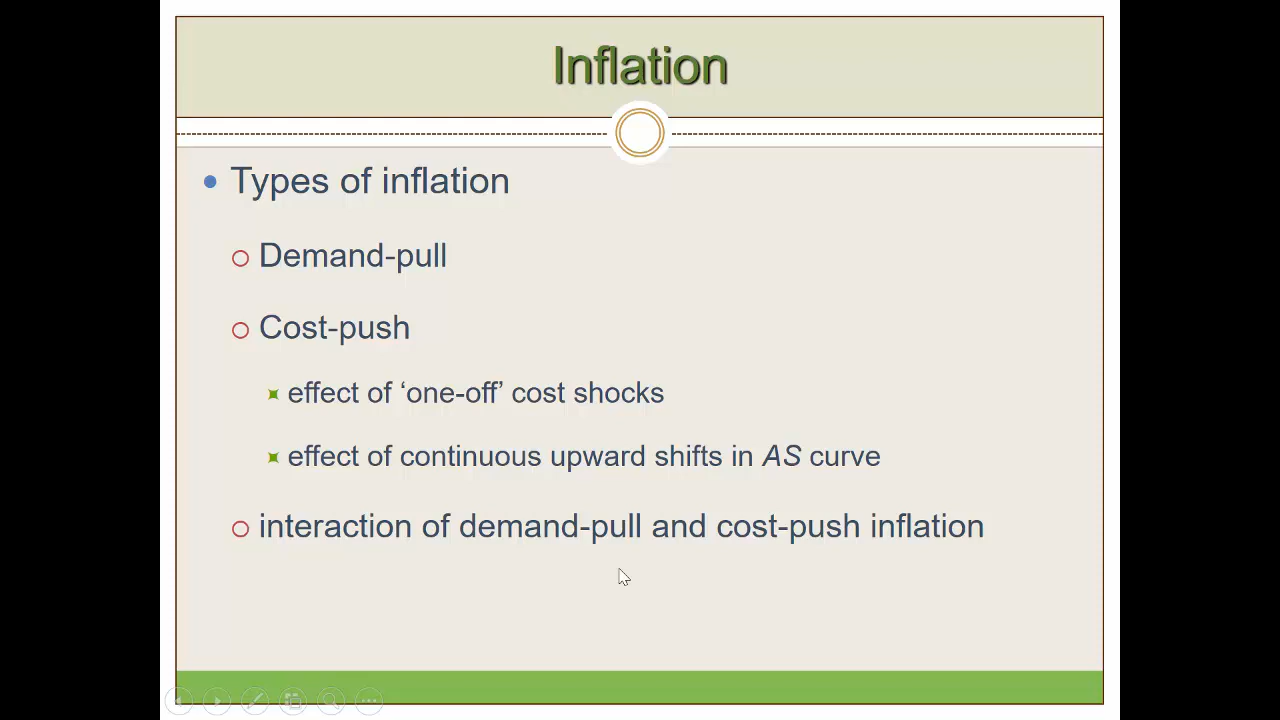 Inflation
Types of inflation
Demand-pull
Cost-push
effect of ‘one-off’ cost shocks
effect of continuous upward shifts in AS curve
interaction of demand-pull and cost-push inflation